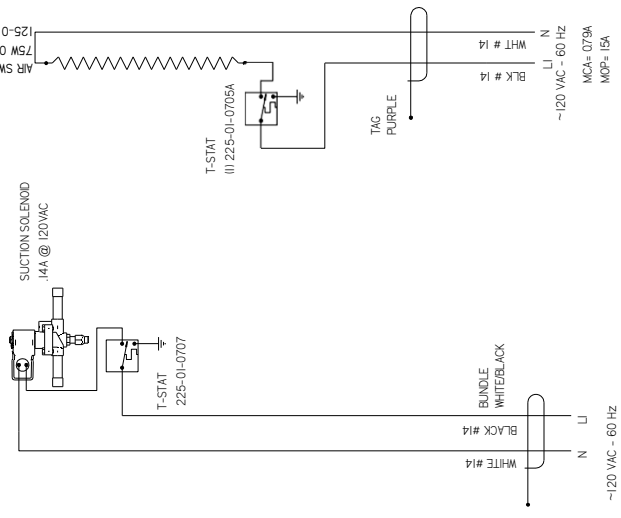 AIR SW
75W
125-0
T-STAT
(1) 225-01-0705A
WHT # 14
BLK # 14
TAG
PURPLE
N
L1
~120 VAC - 60 Hz
MCA= 0.79A
MOP= 15A
SUCTION SOLENOID
.14A @ 120VAC
T-STAT
225-01-0707
BUNDLE
WHITE/BLACK
BLACK #14
WHITE #14
L1
N
~120 VAC - 60 Hz